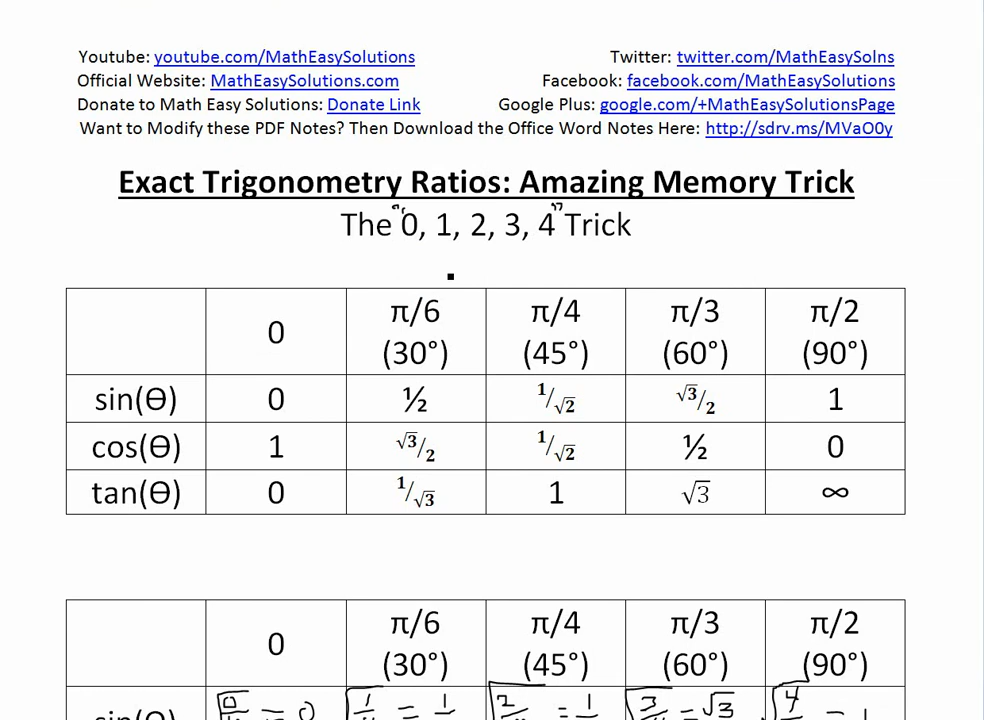 Youtube: youtube.com/MathEasySolutions Twitter: twitter.com/MathEasySolns
Official Website: MathEasySolutions.com Facebook: facebook.com/MathEasySolutions
Donate to Math Easy Solutions: Donate Link Google Plus: google.com/+MathEasySolutionsPage
Want to Modify these PDF Notes? Then Download the Office Word Notes Here: http://sdrv.ms/MVaO0y
Exact Trigonometry Ratios: Amazing Memory Trick
The "0, 1, 2, 3, 4" Trick
0 π/6 (30°) π/4 (45°) π/3 (60°) π/2 (90°)
sin(Θ) 0 ½ 1/√2 √3/2 1
cos(Θ) 1 √3/2 1/√2 ½ 0
tan(Θ) 0 1/√3 1 √3 ∞
0 π/6 (30°) π/4 (45°) π/3 (60°) π/2 (90°)